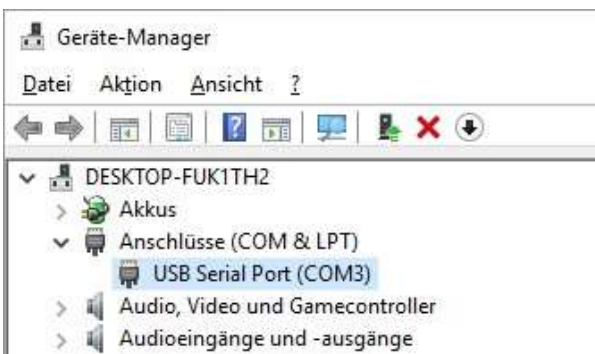 Geräte-Manager
Datei Aktion Ansicht ?
DESKTOP-FUK1TH2
Akkus
Anschlüsse (COM & LPT)
USB Serial Port (COM3)
Audio, Video und Gamecontroller
Audioeingänge und -ausgänge